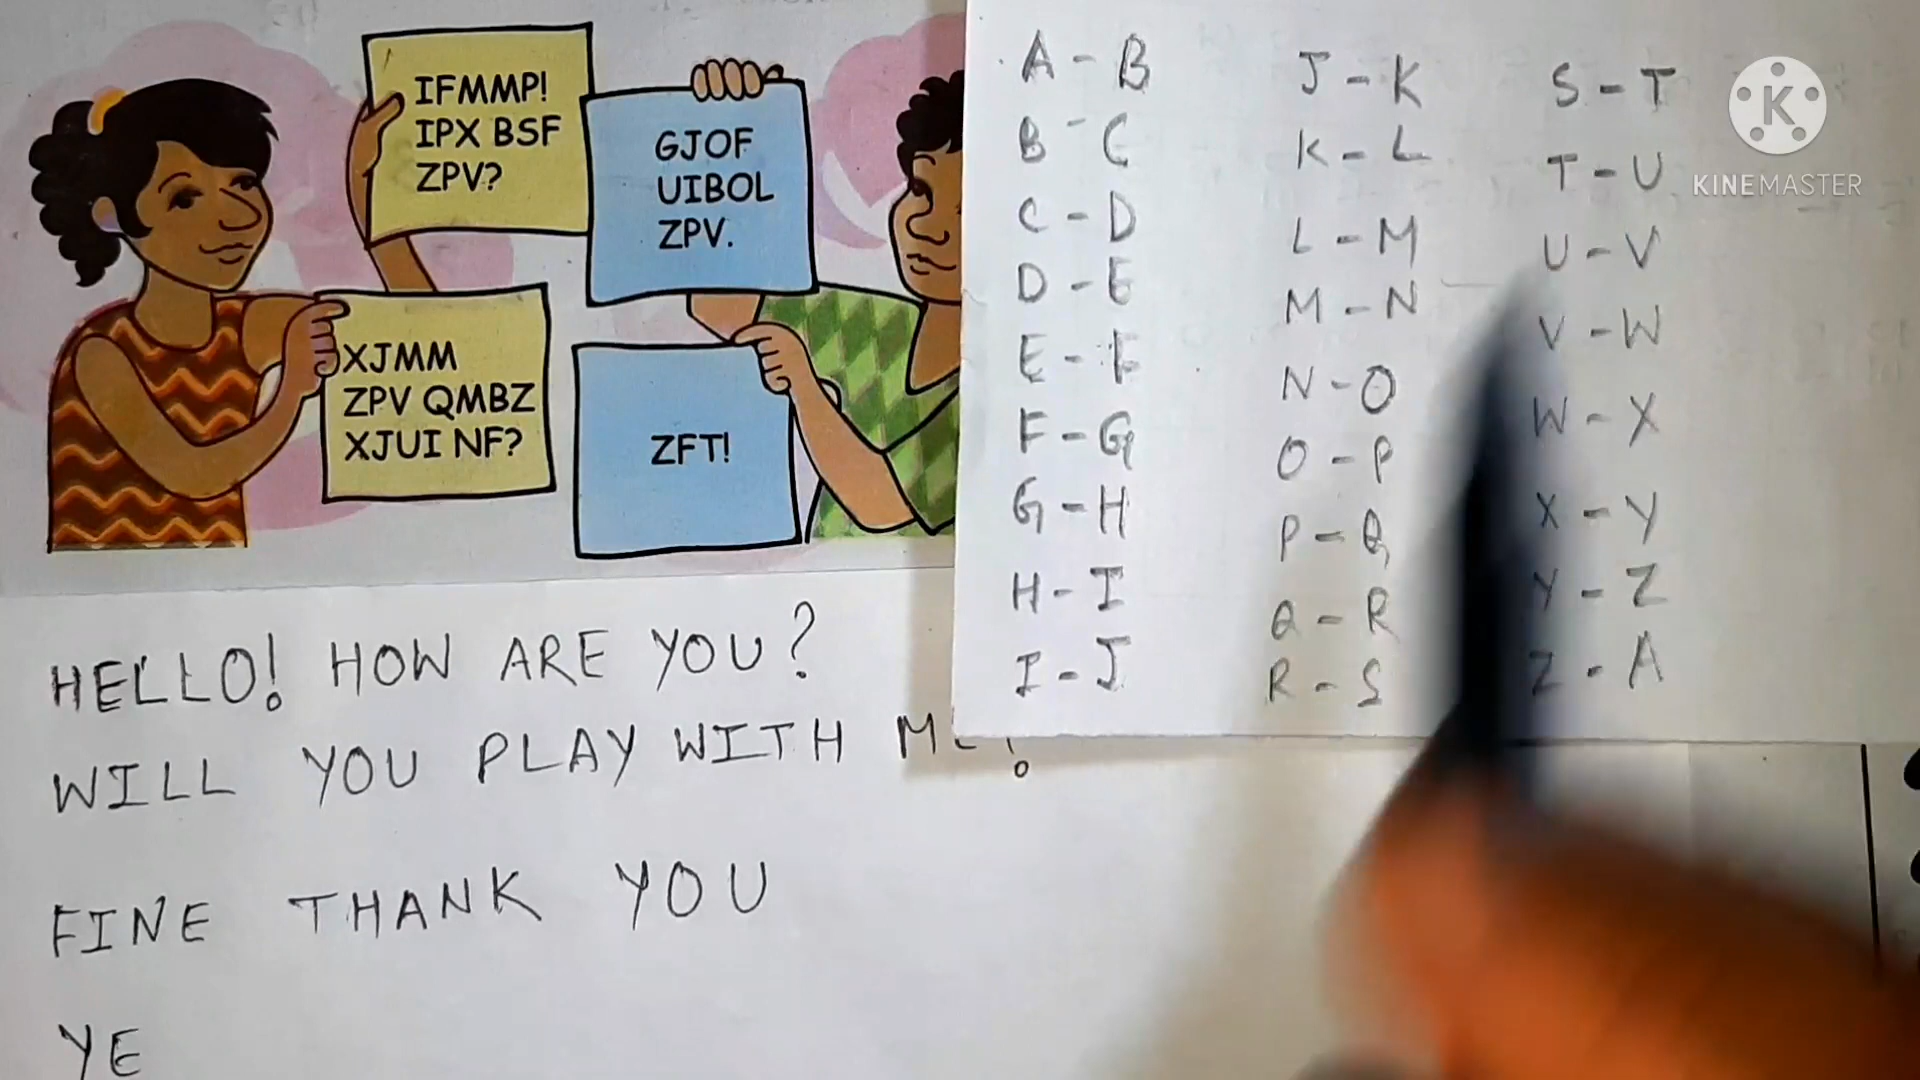 IFMMP!
IPX BSF
ZPV?
GJOF
UIBOL
ZPV.
XJMM
ZPV QMBZ
XJUI NF?
ZFT!
A - B
B - C
C - D
D - E
E - F
F - G
G - H
H - I
I - J
J - K
K - L
L - M
M - N
N - O
O - P
P - Q
Q - R
R - S
S - T
T - U
U - V
V - W
W - X
X - Y
Y - Z
Z - A
K
KINEMASTER
HELLO! HOW ARE YOU?
WILL YOU PLAY WITH
FINE THANK YOU
YE